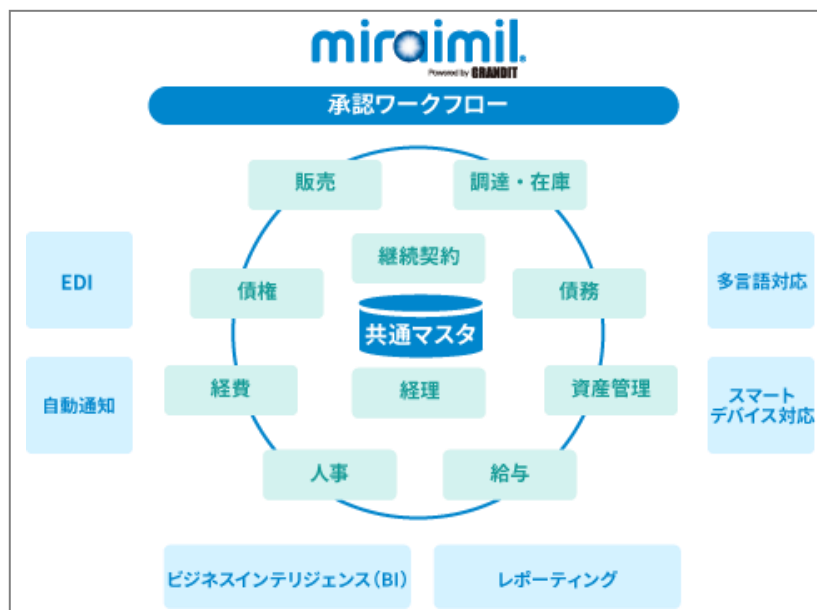 miraimil®
Powered by GRANDIT
承認ワークフロー
販売
調達・在庫
継続契約
EDI
債権
債務
多言語対応
共通マスタ
自動通知
経費
経理
資産管理
スマート
デバイス対応
人事
給与
ビジネスインテリジェンス(BI)
レポーティング